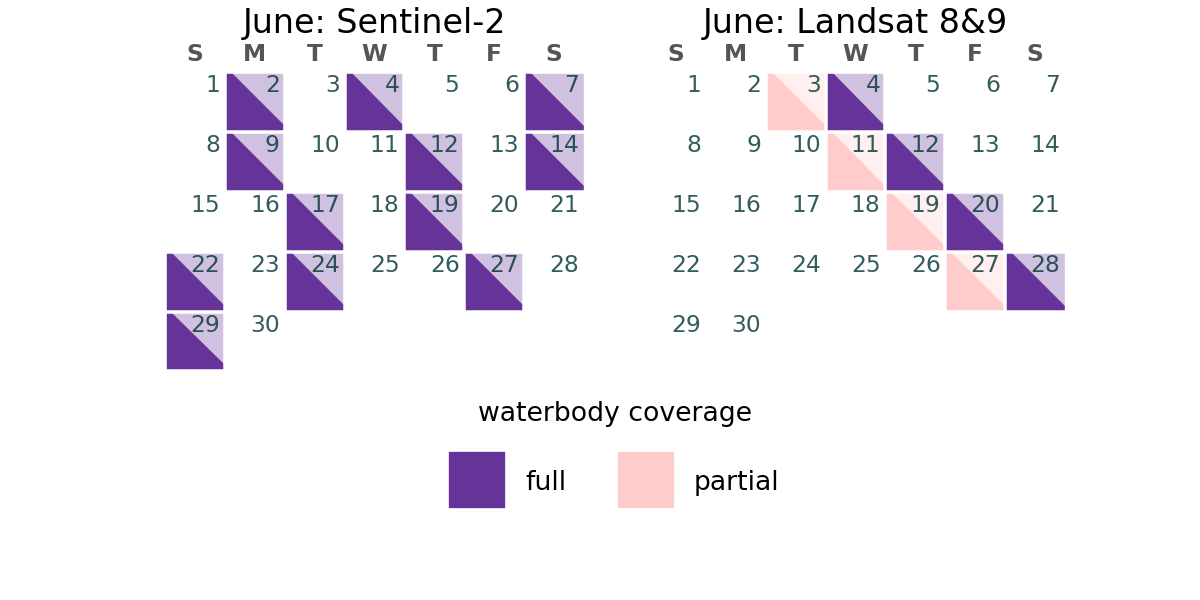 June: Sentinel-2
S M T W T F S
1 2 3 4 5 6 7
8 9 10 11 12 13 14
15 16 17 18 19 20 21
22 23 24 25 26 27 28
29 30
June: Landsat 8&9
S M T W T F S
1 2 3 4 5 6 7
8 9 10 11 12 13 14
15 16 17 18 19 20 21
22 23 24 25 26 27 28
29 30
waterbody coverage
full
partial